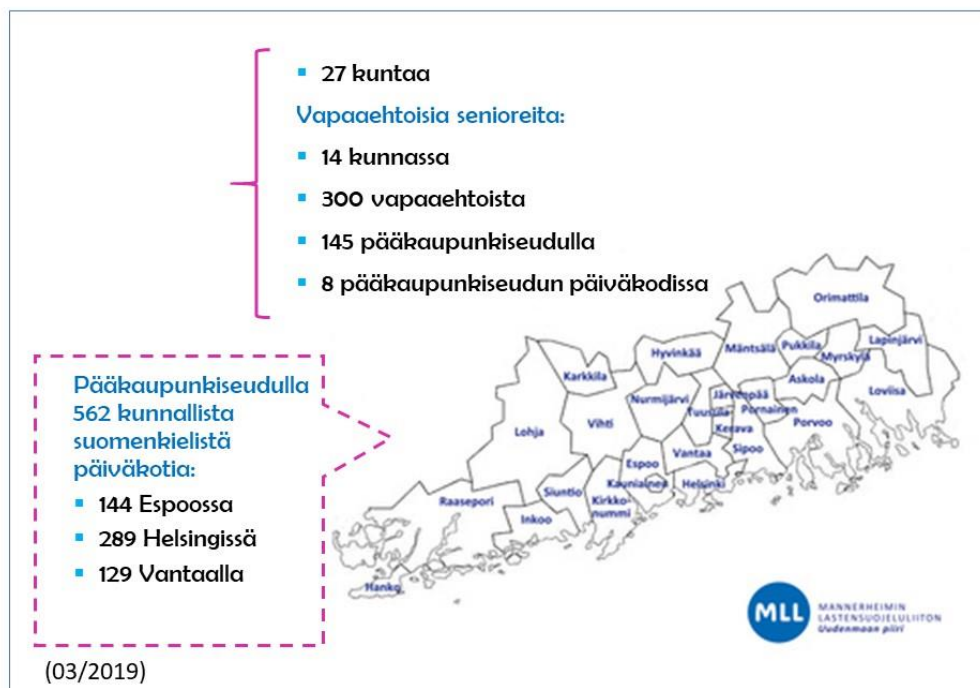 27 kuntaa
Vapaaehtoisia senioreita:
14 kunnassa
300 vapaaehtoista
145 pääkaupunkiseudulla
8 pääkaupunkiseudun päiväkodissa
Pääkaupunkiseudulla
562 kunnallista
suomenkielistä
päiväkotia:
144 Espoossa
289 Helsingissä
129 Vantaalla
Orimattila
Lapinjärvi
Pukkila
Myrskylä
Mäntsälä
Hyvinkää
Karkkila
Askola
Loviisa
Järvenpää
Nurmijärvi
Tuusula
Pornainen
Porvoo
Vihti
Kerava
Lohja
Sipoo
Vantaa
Espoo
Kauniainen
Helsinki
Siuntio
Kirkko-
nummi
Raasepori
Inkoo
Hanko
MLL
MANNERHEIMIN
LASTENSUOJELULIITON
Uudenmaan piiri
(03/2019)